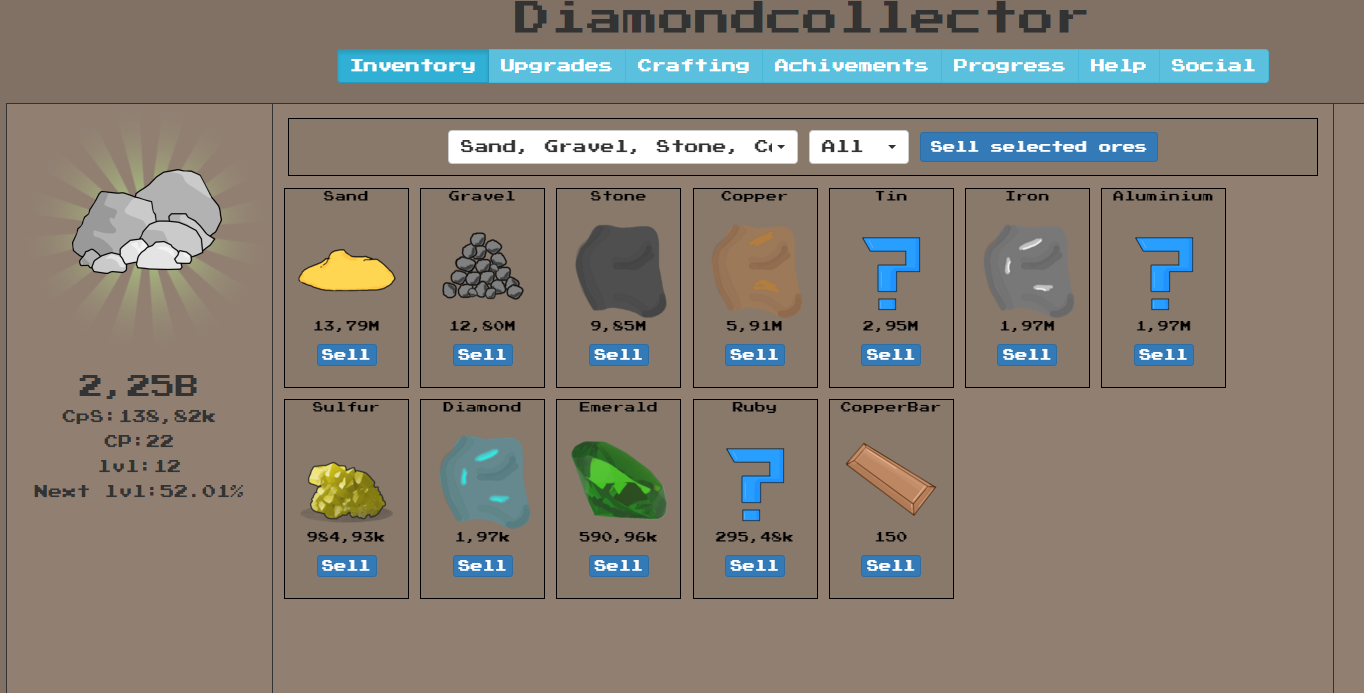 Diamondcollector
Inventory Upgrades Crafting Achivements Progress Help Social
Sand, Gravel, Stone, Co All Sell selected ores
Sand Gravel Stone Copper Tin Iron Aluminium
13,79M 12,80M 9,85M 5,91M 2,95M 1,97M 1,97M
Sell Sell Sell Sell Sell Sell Sell
2,25B
CpS:138,82k
CP:22
lvl:12
Next lvl:52.01%
Sulfur Diamond Emerald Ruby CopperBar
984,93k 1,97k 590,96k 295,48k 150
Sell Sell Sell Sell Sell